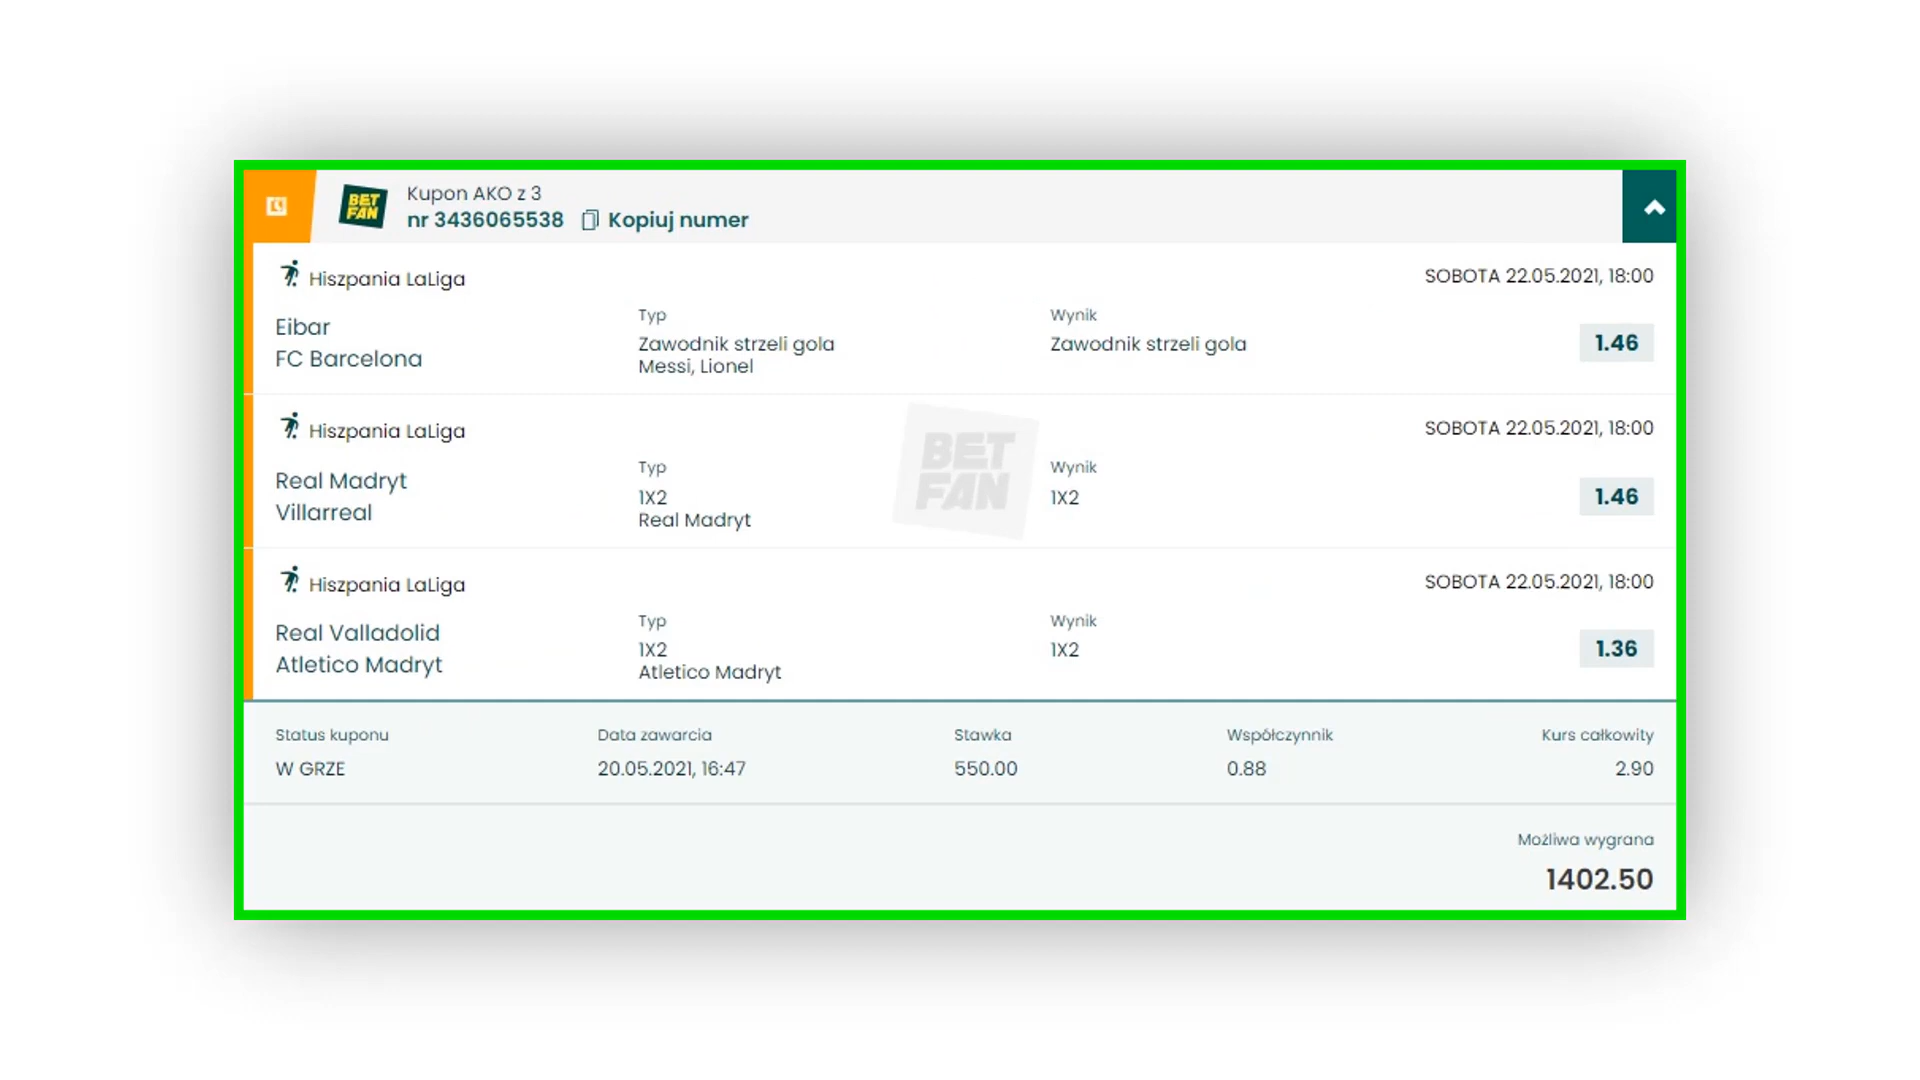 BET FAN
Kupon AKO z 3
nr 3436065538 Kopiuj numer
Hiszpania LaLiga
SOBOTA 22.05.2021, 18:00
Eibar
FC Barcelona
Typ
Zawodnik strzeli gola
Messi, Lionel
Wynik
Zawodnik strzeli gola
1.46
Hiszpania LaLiga
SOBOTA 22.05.2021, 18:00
Real Madryt
Villarreal
Typ
1X2
Real Madryt
BET
FAN
Wynik
1X2
1.46
Hiszpania LaLiga
SOBOTA 22.05.2021, 18:00
Real Valladolid
Atletico Madryt
Typ
1X2
Atletico Madryt
Wynik
1X2
1.36
Status kuponu
W GRZE
Data zawarcia
20.05.2021, 16:47
Stawka
550.00
Współczynnik
0.88
Kurs całkowity
2.90
Możliwa wygrana
1402.50